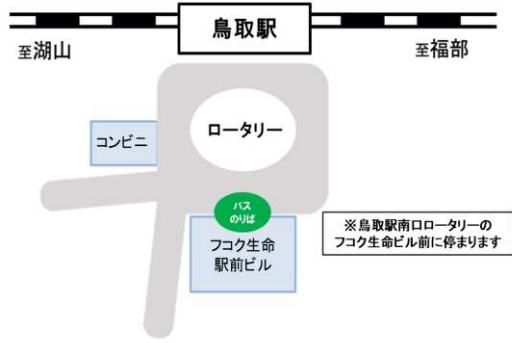 鳥取駅
至湖山
至福部
ロータリー
コンビニ
バス
のりば
フコク生命
駅前ビル
※鳥取駅南口ロータリーの
フコク生命ビル前に停まります